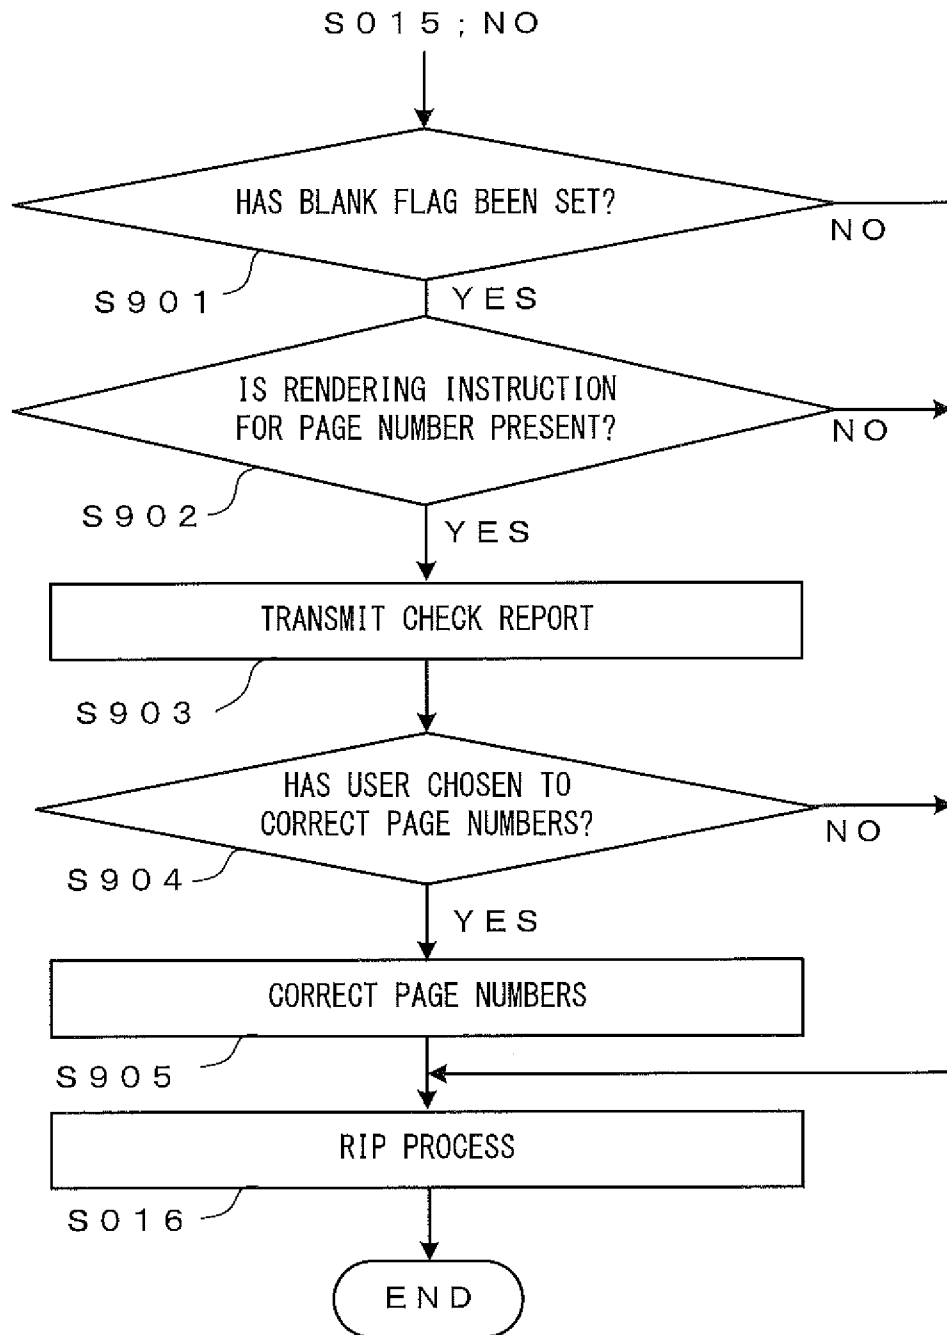 S015;NO
HAS BLANK FLAG BEEN SET?
NO
S901
YES
IS RENDERING INSTRUCTION
FOR PAGE NUMBER PRESENT?
NO
S902
YES
TRANSMIT CHECK REPORT
S903
HAS USER CHOSEN TO
CORRECT PAGE NUMBERS?
NO
S904
YES
CORRECT PAGE NUMBERS
S905
RIP PROCESS
S016
END